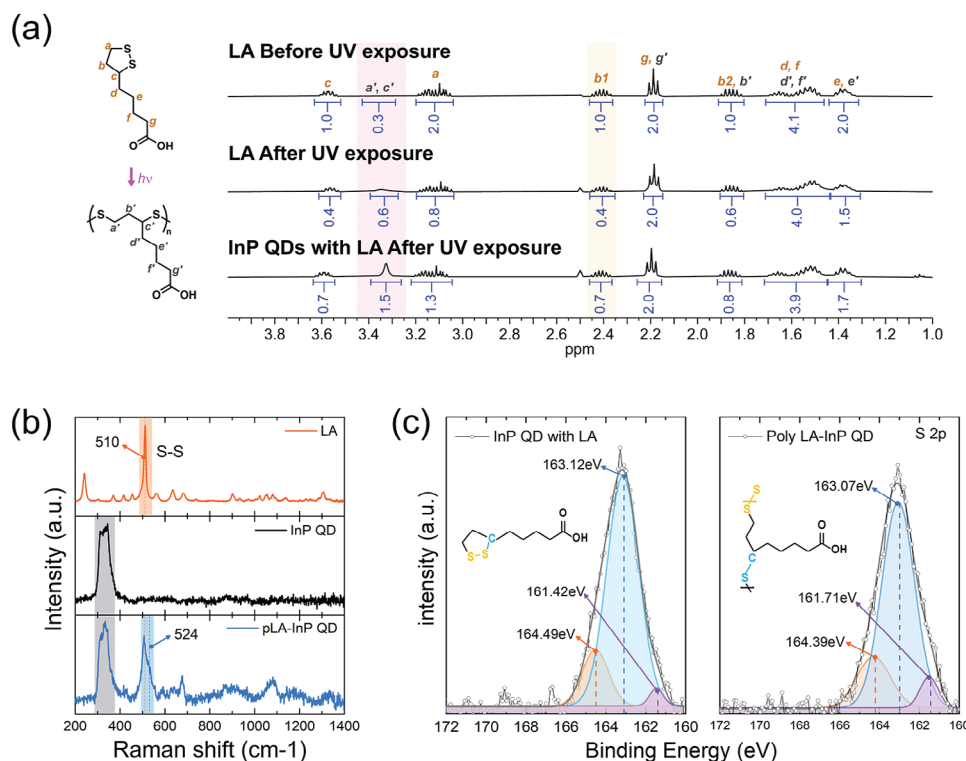 (a)
LA Before UV exposure
a
b
c
d
e
f
g
S
S
O
OH
c
a', c'
a
b1
g, g'
b2, b'
d, f
d', f'
e, e'
1.0
0.3
2.0
1.0
2.0
1.0
4.1
2.0
hν
LA After UV exposure
0.4
0.6
0.8
0.4
2.0
0.6
4.0
1.5
S
b'
S
n
a'
c'
d'
e'
f'
g'
O
OH
InP QDs with LA After UV exposure
0.7
1.5
1.3
0.7
2.0
0.8
3.9
1.7
3.8 3.6 3.4 3.2 3.0 2.8 2.6 2.4 2.2 2.0 1.8 1.6 1.4 1.2 1.0
ppm
(b)
Intensity (a.u.)
LA
510
S-S
InP QD
pLA-InP QD
524
200 400 600 800 1000 1200 1400
Raman shift (cm-1)
(c)
intensity (a.u.)
InP QD with LA
163.12eV
O
OH
C
S-S
161.42eV
164.49eV
172 170 168 166 164 162 160
Poly LA-InP QD
S 2p
163.07eV
S
S
O
OH
C
S
161.71eV
164.39eV
172 170 168 166 164 162 160
Binding Energy (eV)